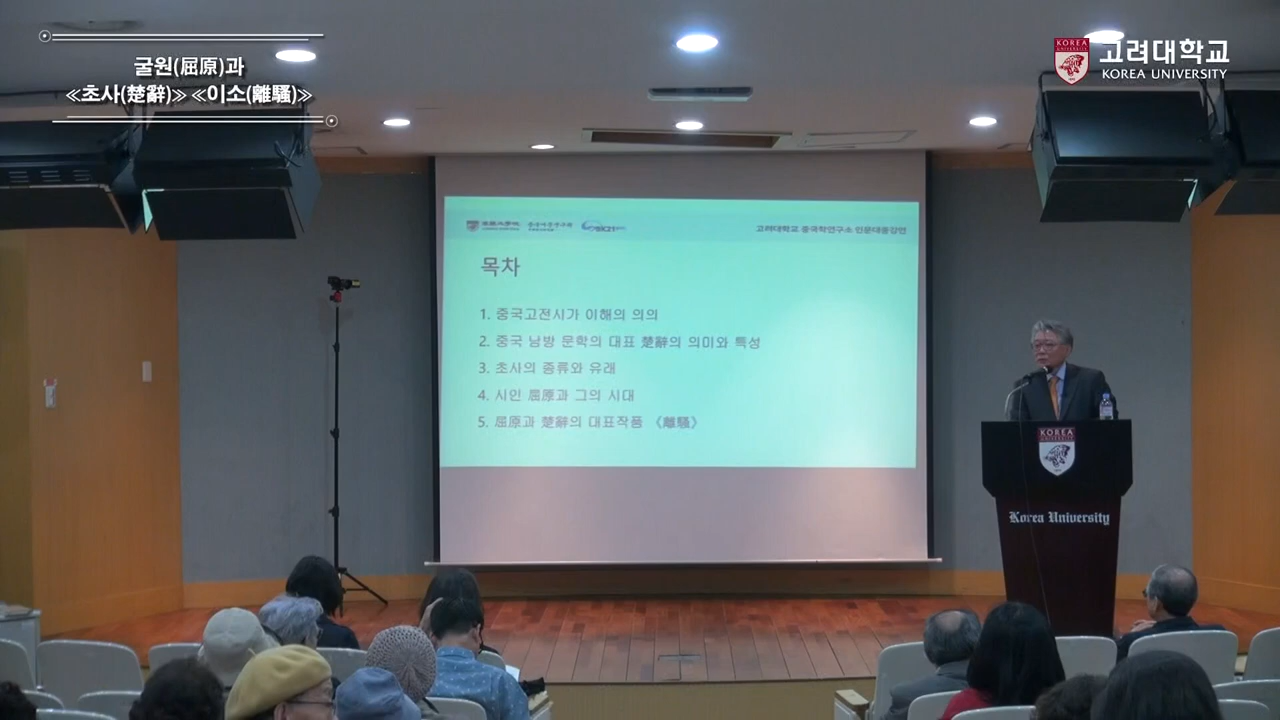 굴원(屈原)과
≪초사(楚辭)≫ ≪이소(離騷)≫
KOREA
고려대학교
KOREA UNIVERSITY
고려대학교 중국학연구소 인문대중강연
목차
1. 중국고전시가 이해의 의의
2. 중국 남방 문학의 대표 楚辭의 의미와 특성
3. 초사의 종류와 유래
4. 시인 屈原과 그의 시대
5. 屈原과 楚辭의 대표작품 《離騷》
KOREA
Korea University